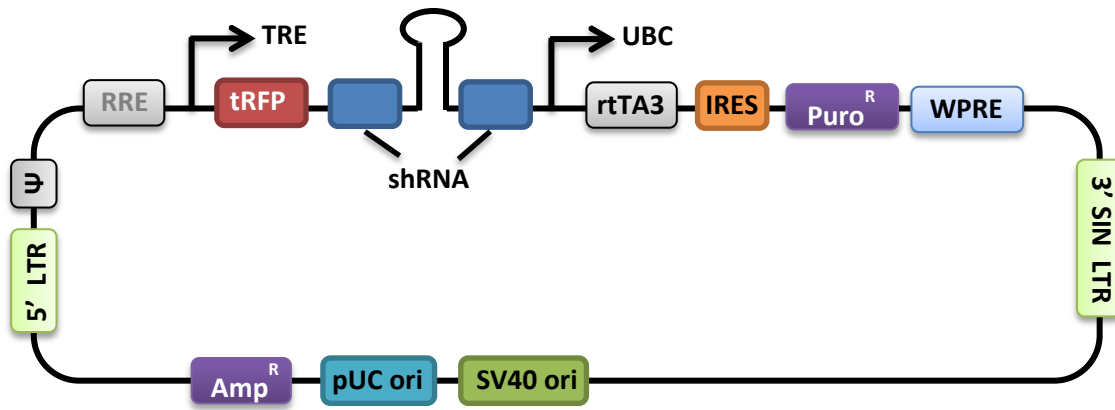 TRE
UBC
RRE
tRFP
rtTA3
IRES
Puro R
WPRE
shRNA
Ψ
5’ LTR
3’ SIN LTR
Amp R
pUC ori
SV40 ori